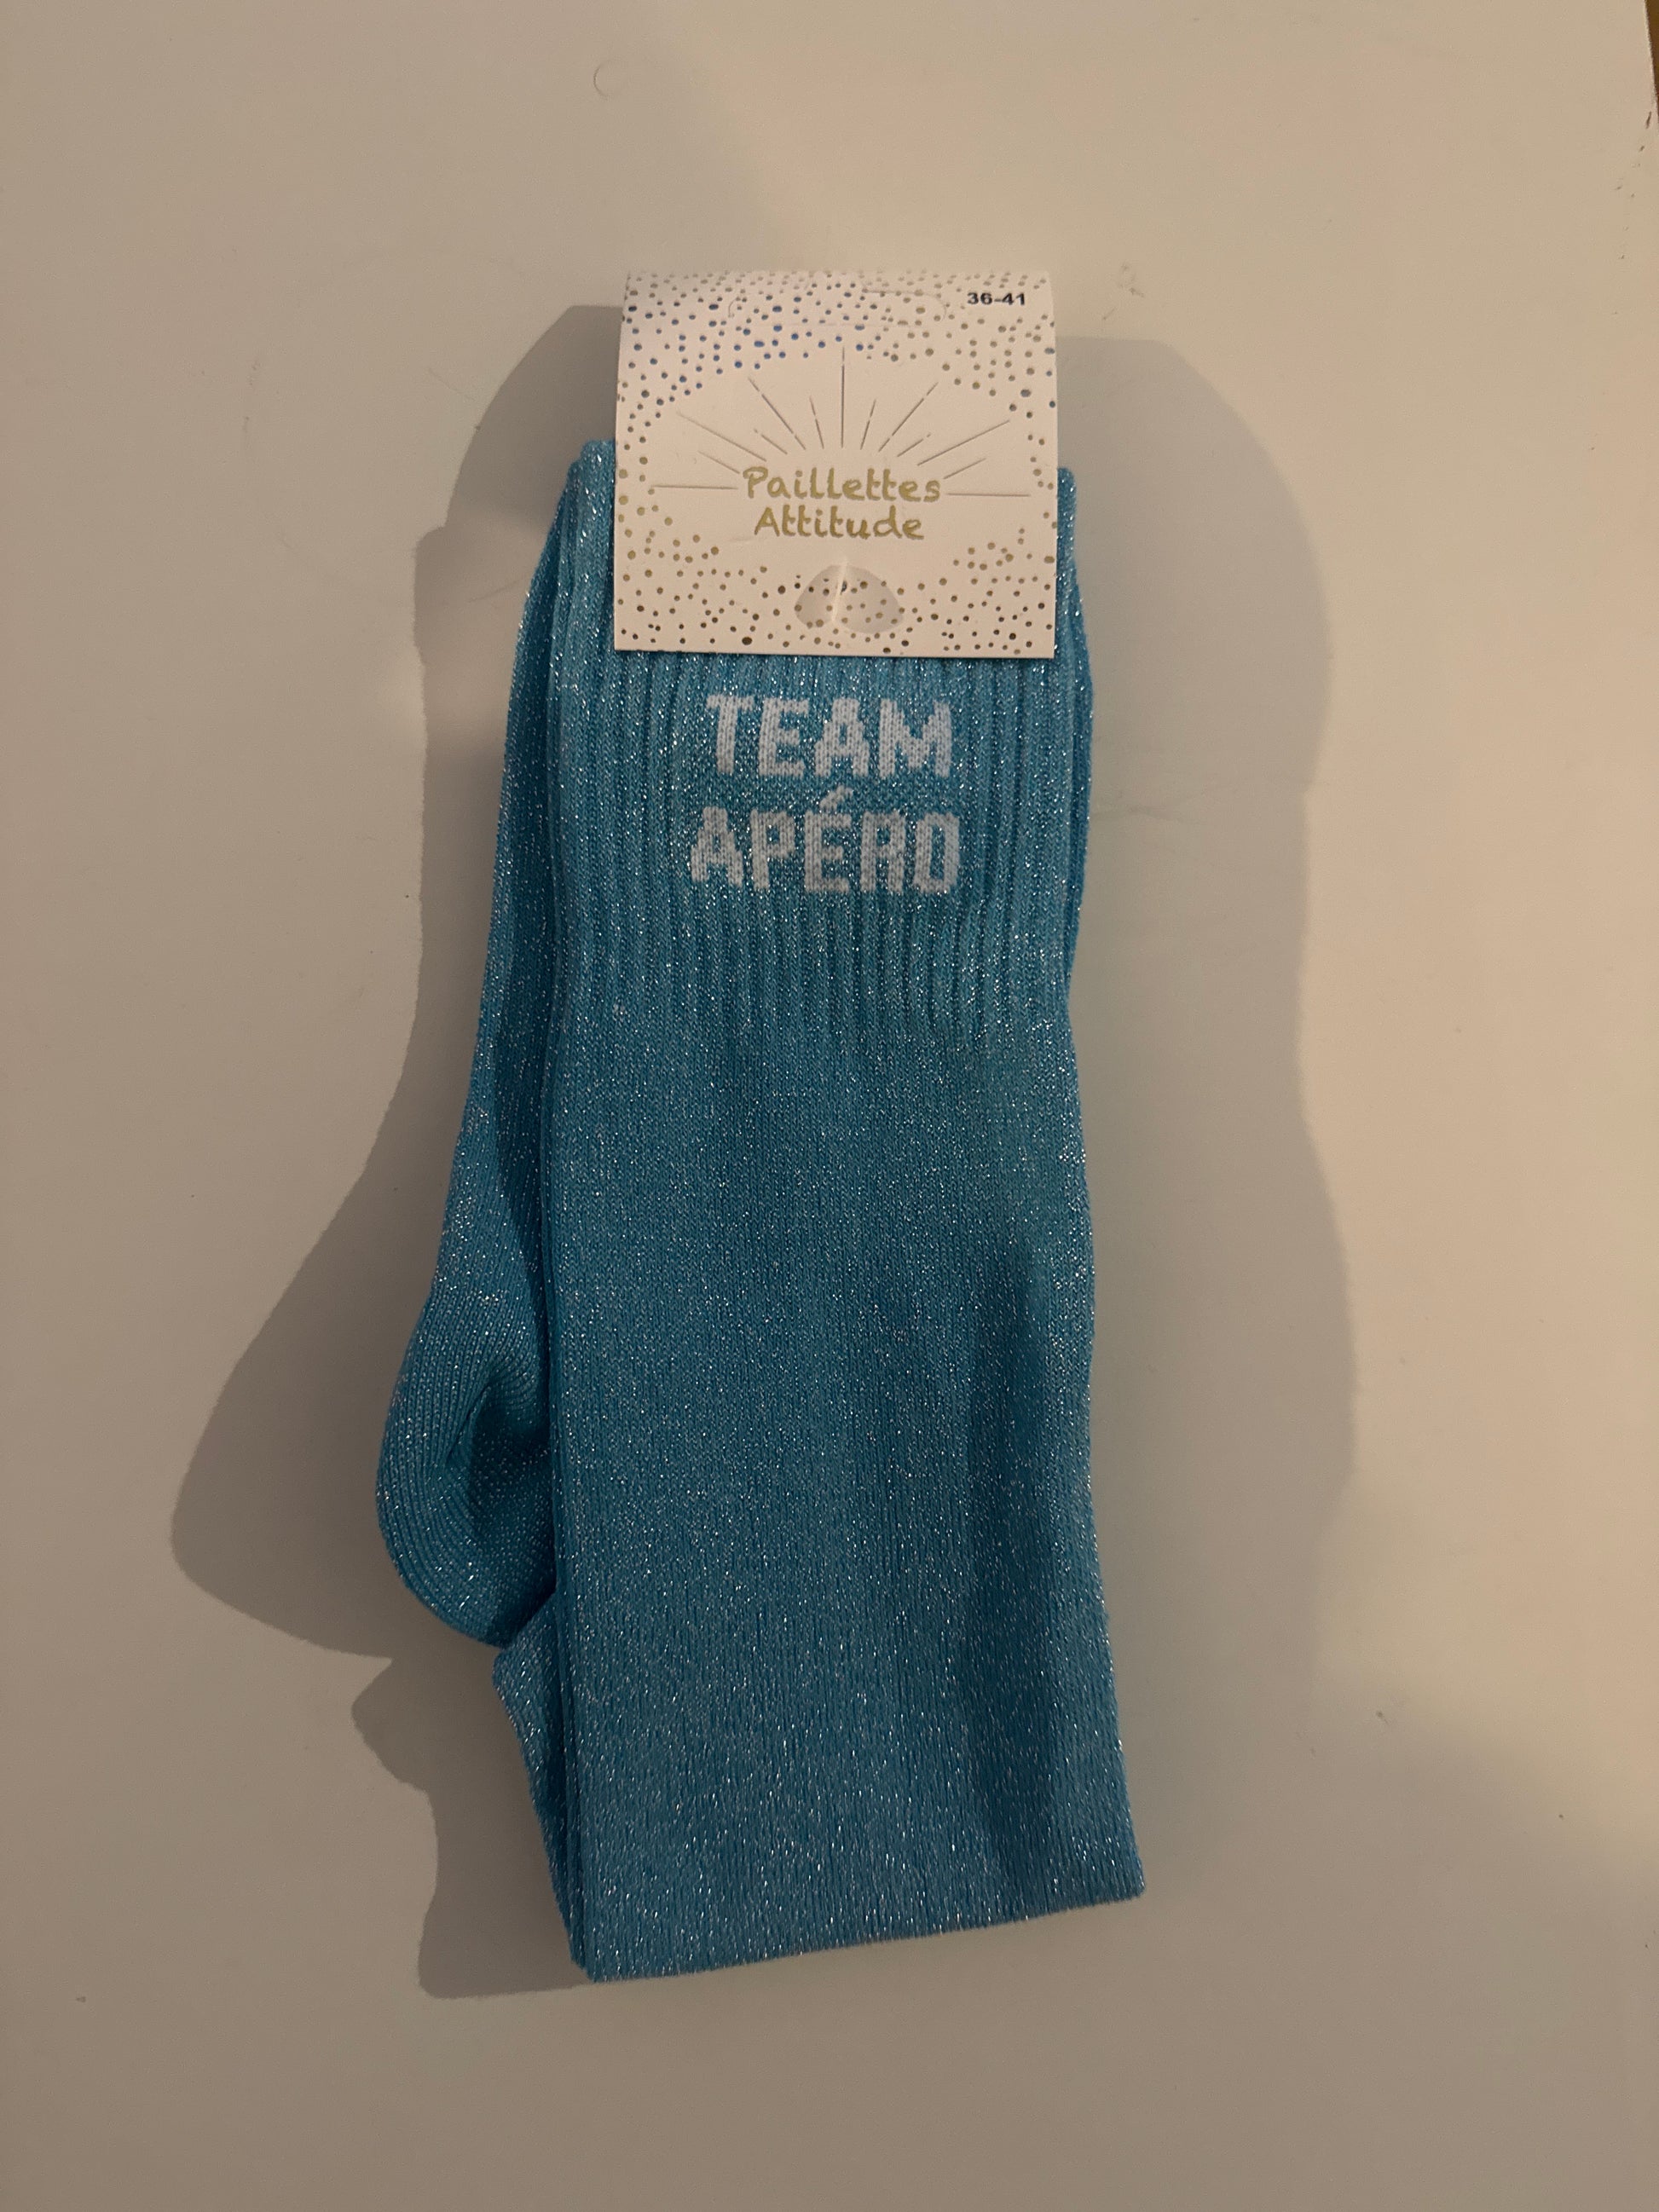 36-41
Paillettes
Attitude
TEAM
APÉRO